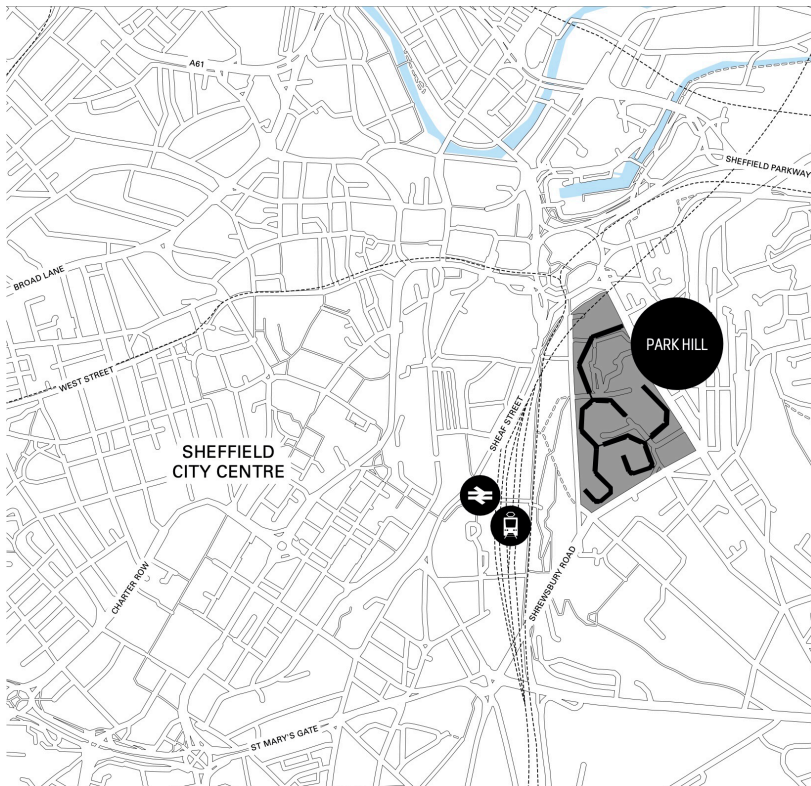 A61
SHEFFIELD PARKWAY
BROAD LANE
PARK HILL
WEST STREET
SHEAF STREET
SHEFFIELD
CITY CENTRE
SHREWSBURY ROAD
CHARTER ROW
ST MARY'S GATE